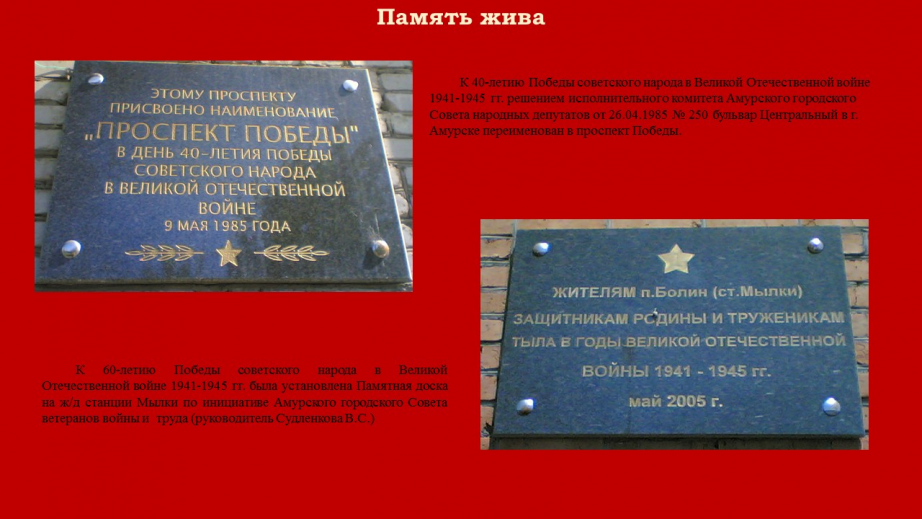 Память жива
ЭТОМУ ПРОСПЕКТУ
ПРИСВОЕНО НАИМЕНОВАНИЕ
„ПРОСПЕКТ ПОБЕДЫ"
В ДЕНЬ 40-ЛЕТИЯ ПОБЕДЫ
СОВЕТСКОГО НАРОДА
В ВЕЛИКОЙ ОТЕЧЕСТВЕННОЙ
ВОЙНЕ
9 МАЯ 1985 ГОДА
К 40-летию Победы советского народа в Великой Отечественной войне
1941-1945 гг. решением исполнительного комитета Амурского городского
Совета народных депутатов от 26.04.1985 № 250 бульвар Центральный в г.
Амурске переименован в проспект Победы.
ЖИТЕЛЯМ п.Болин (ст.Мылки)
ЗАЩИТНИКАМ РОДИНЫ И ТРУЖЕНИКАМ
ТЫЛА В ГОДЫ ВЕЛИКОЙ ОТЕЧЕСТВЕННОЙ
ВОЙНЫ 1941 - 1945 гг.
май 2005 г.
К 60-летию Победы советского народа в Великой
Отечественной войне 1941-1945 гг. была установлена Памятная доска
на ж/д станции Мылки по инициативе Амурского городского Совета
ветеранов войны и труда (руководитель Судленкова В.С.)